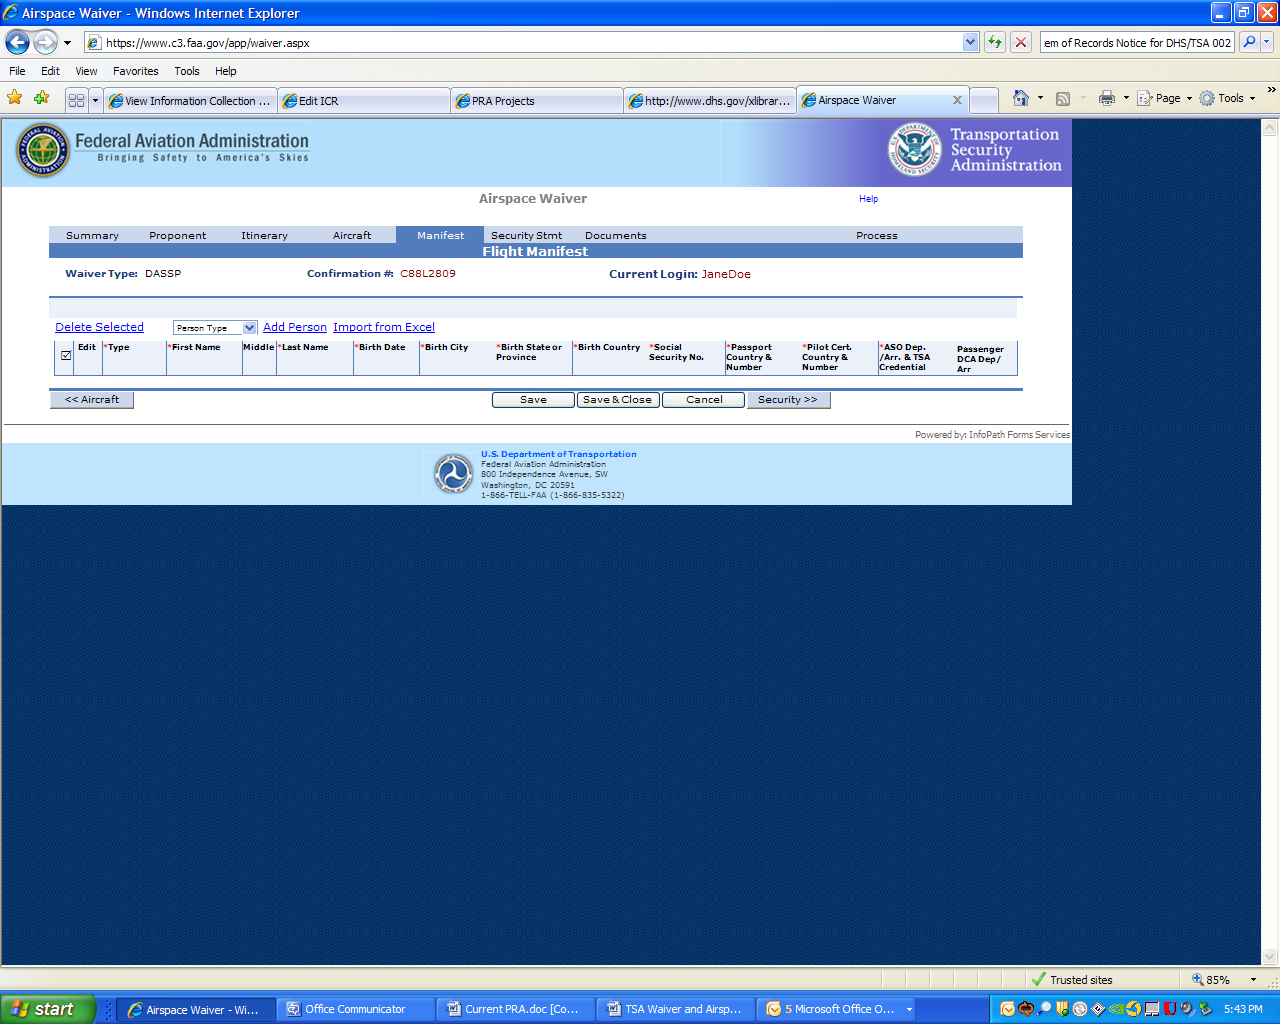 Airspace Waiver - Windows Internet Explorer
https://www.c3.faa.gov/app/waiver.aspx
em of Records Notice for DHS/TSA 002
File Edit View Favorites Tools Help
View Information Collection ... Edit ICR PRA Projects http://www.dhs.gov/xlibrar... Airspace Waiver Page Tools
Federal Aviation Administration
Bringing Safety to America's Skies
Transportation
Security
Administration
Airspace Waiver Help
Summary Proponent Itinerary Aircraft Manifest Security Stmt Documents Process
Flight Manifest
Waiver Type: DASSP Confirmation #: C88L2809 Current Login: JaneDoe
Delete Selected Person Type Add Person Import from Excel
Edit *Type *First Name Middle *Last Name *Birth Date *Birth City *Birth State or Province *Birth Country *Social Security No. *Passport Country & Number *Pilot Cert. Country & Number *ASO Dep. /Arr. & TSA Credential Passenger DCA Dep/ Arr
<< Aircraft Save Save & Close Cancel Security >>
Powered by: InfoPath Forms Services
U.S. Department of Transportation
Federal Aviation Administration
800 Independence Avenue, SW
Washington, DC 20591
1-866-TELL-FAA (1-866-835-5322)
Trusted sites 85%
start Airspace Waiver - Wi... Office Communicator Current PRA.doc [Co... TSA Waiver and Airsp... 5 Microsoft Office O... 5:43 PM